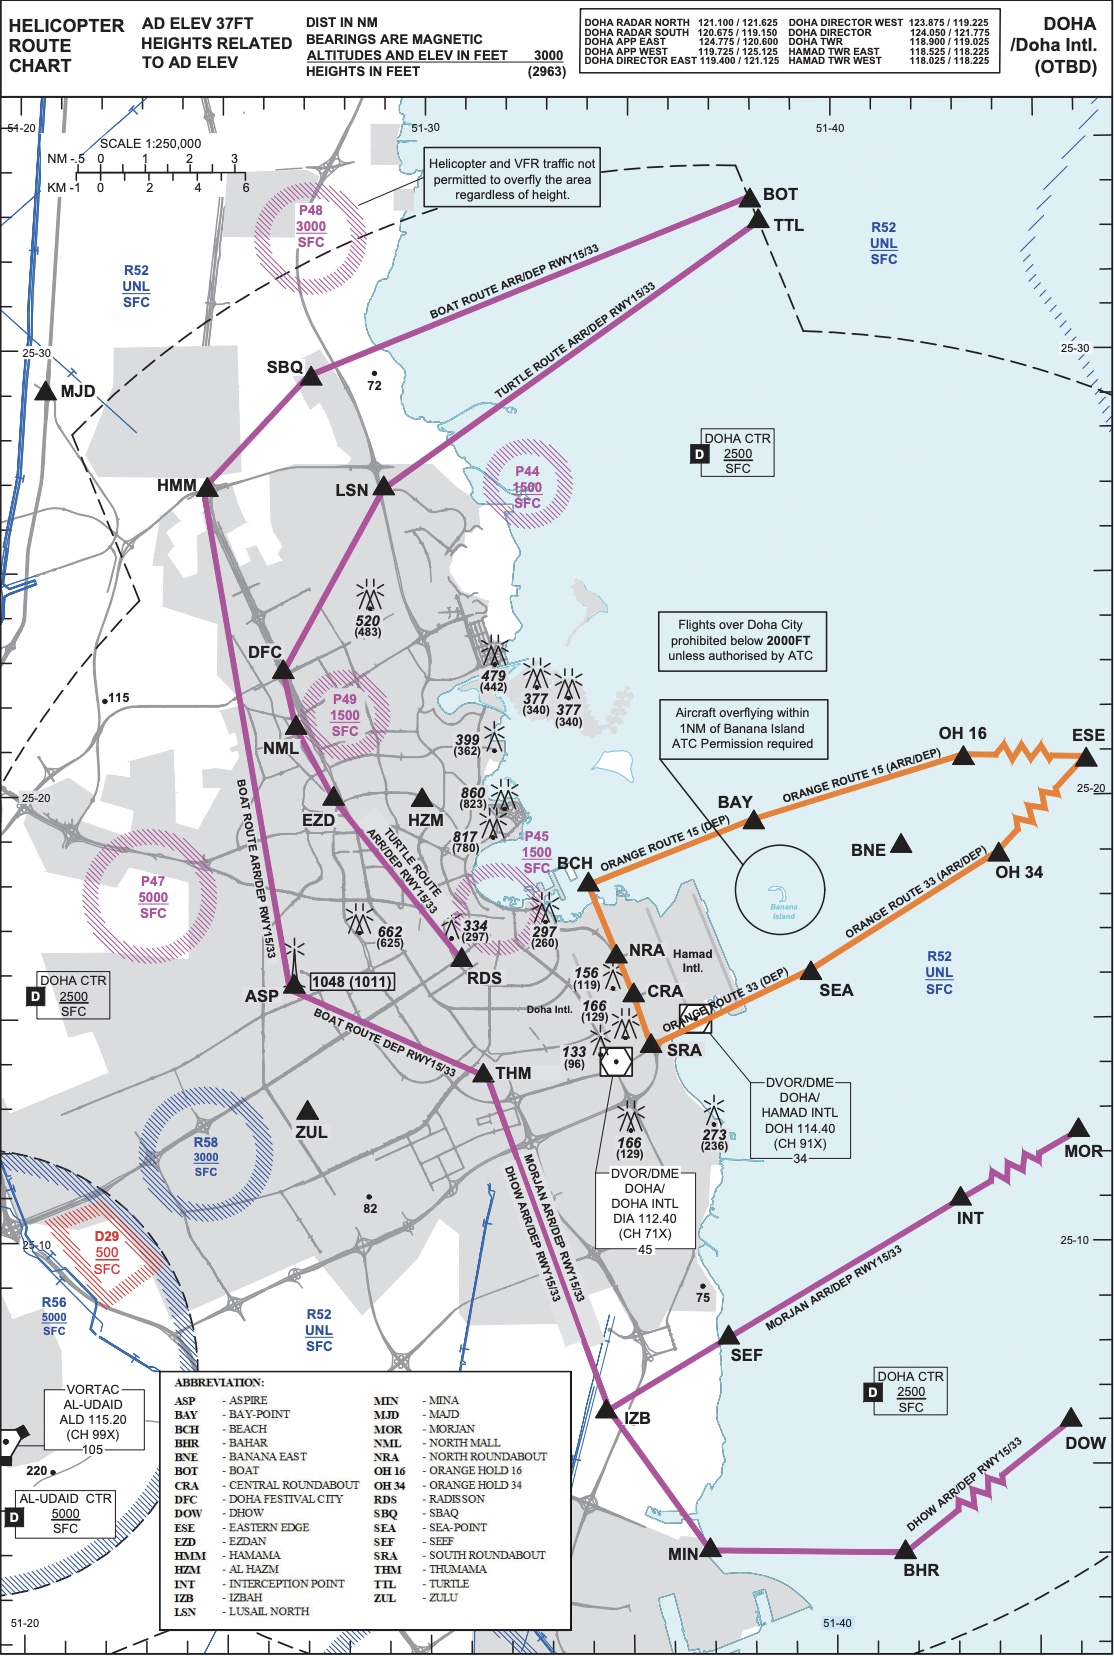 HELICOPTER
ROUTE
CHART
AD ELEV 37FT
HEIGHTS RELATED
TO AD ELEV
DIST IN NM
BEARINGS ARE MAGNETIC
ALTITUDES AND ELEV IN FEET 3000
HEIGHTS IN FEET (2963)
DOHA RADAR NORTH 121.100 / 121.625 DOHA DIRECTOR WEST 123.875 / 119.225
DOHA RADAR SOUTH 120.675 / 119.150 DOHA DIRECTOR 124.050 / 121.775
DOHA APP EAST 124.775 / 120.600 DOHA TWR 118.900 / 119.025
DOHA APP WEST 119.725 / 125.125 HAMAD TWR EAST 118.525 / 118.225
DOHA DIRECTOR EAST 119.400 / 121.125 HAMAD TWR WEST 118.025 / 118.225
DOHA
/Doha Intl.
(OTBD)
51-20
51-30
51-40
SCALE 1:250,000
NM -.5 0 1 2 3
KM -1 0 2 4 6
Helicopter and VFR traffic not
permitted to overfly the area
regardless of height.
P48
3000
SFC
BOT
TTL
R52
UNL
SFC
R52
UNL
SFC
BOAT ROUTE ARR/DEP RWY15/33
TURTLE ROUTE ARR/DEP RWY15/33
25-30
25-30
SBQ
72
MJD
DOHA CTR
D 2500
SFC
HMM
LSN
P44
1500
SFC
520
(483)
Flights over Doha City
prohibited below 2000FT
unless authorised by ATC
DFC
479
(442)
377
(340)
377
(340)
115
P49
1500
SFC
NML
399
(362)
Aircraft overflying within
1NM of Banana Island
ATC Permission required
OH 16
ESE
ORANGE ROUTE 15 (ARR/DEP)
25-20
25-20
BOAT ROUTE ARR/DEP RWY15/33
EZD
HZM
860
(823)
817
(780)
BAY
ORANGE ROUTE 15 (DEP)
TURTLE ROUTE
ARR/DEP RWY15/33
P45
1500
SFC
BCH
BNE
OH 34
ORANGE ROUTE 33 (ARR/DEP)
P47
5000
SFC
Banana
Island
662
(625)
334
(297)
297
(260)
RDS
NRA
Hamad
Intl.
R52
UNL
SFC
DOHA CTR
D 2500
SFC
ASP
1048 (1011)
156
(119)
CRA
SEA
Doha Intl.
166
(129)
ORANGE ROUTE 33 (DEP)
BOAT ROUTE DEP RWY15/33
133
(96)
SRA
THM
DVOR/DME
DOHA/
HAMAD INTL
DOH 114.40
(CH 91X)
34
ZUL
166
(129)
273
(236)
MOR
R58
3000
SFC
MORJAN ARR/DEP RWY15/33
DHOW ARR/DEP RWY15/33
DVOR/DME
DOHA/
DOHA INTL
DIA 112.40
(CH 71X)
45
82
INT
D29
500
SFC
25-10
25-10
MORJAN ARR/DEP RWY15/33
75
R56
5000
SFC
R52
UNL
SFC
SEF
DOHA CTR
D 2500
SFC
VORTAC
AL-UDAID
ALD 115.20
(CH 99X)
105
IZB
DOW
220
AL-UDAID CTR
D 5000
SFC
DHOW ARR/DEP RWY15/33
MIN
BHR
ABBREVIATION:
ASP - ASPIRE MIN - MINA
BAY - BAY-POINT MJD - MAJD
BCH - BEACH MOR - MORJAN
BHR - BAHAR NML - NORTH MALL
BNE - BANANA EAST NRA - NORTH ROUNDABOUT
BOT - BOAT OH 16 - ORANGE HOLD 16
CRA - CENTRAL ROUNDABOUT OH 34 - ORANGE HOLD 34
DFC - DOHA FESTIVAL CITY RDS - RADISSON
DOW - DHOW SBQ - SBAQ
ESE - EASTERN EDGE SEA - SEA-POINT
EZD - EZDAN SEF - SEEF
HMM - HAMAMA SRA - SOUTH ROUNDABOUT
HZM - AL HAZM THM - THUMAMA
INT - INTERCEPTION POINT TTL - TURTLE
IZB - IZBAH ZUL - ZULU
LSN - LUSAIL NORTH
51-20
51-40